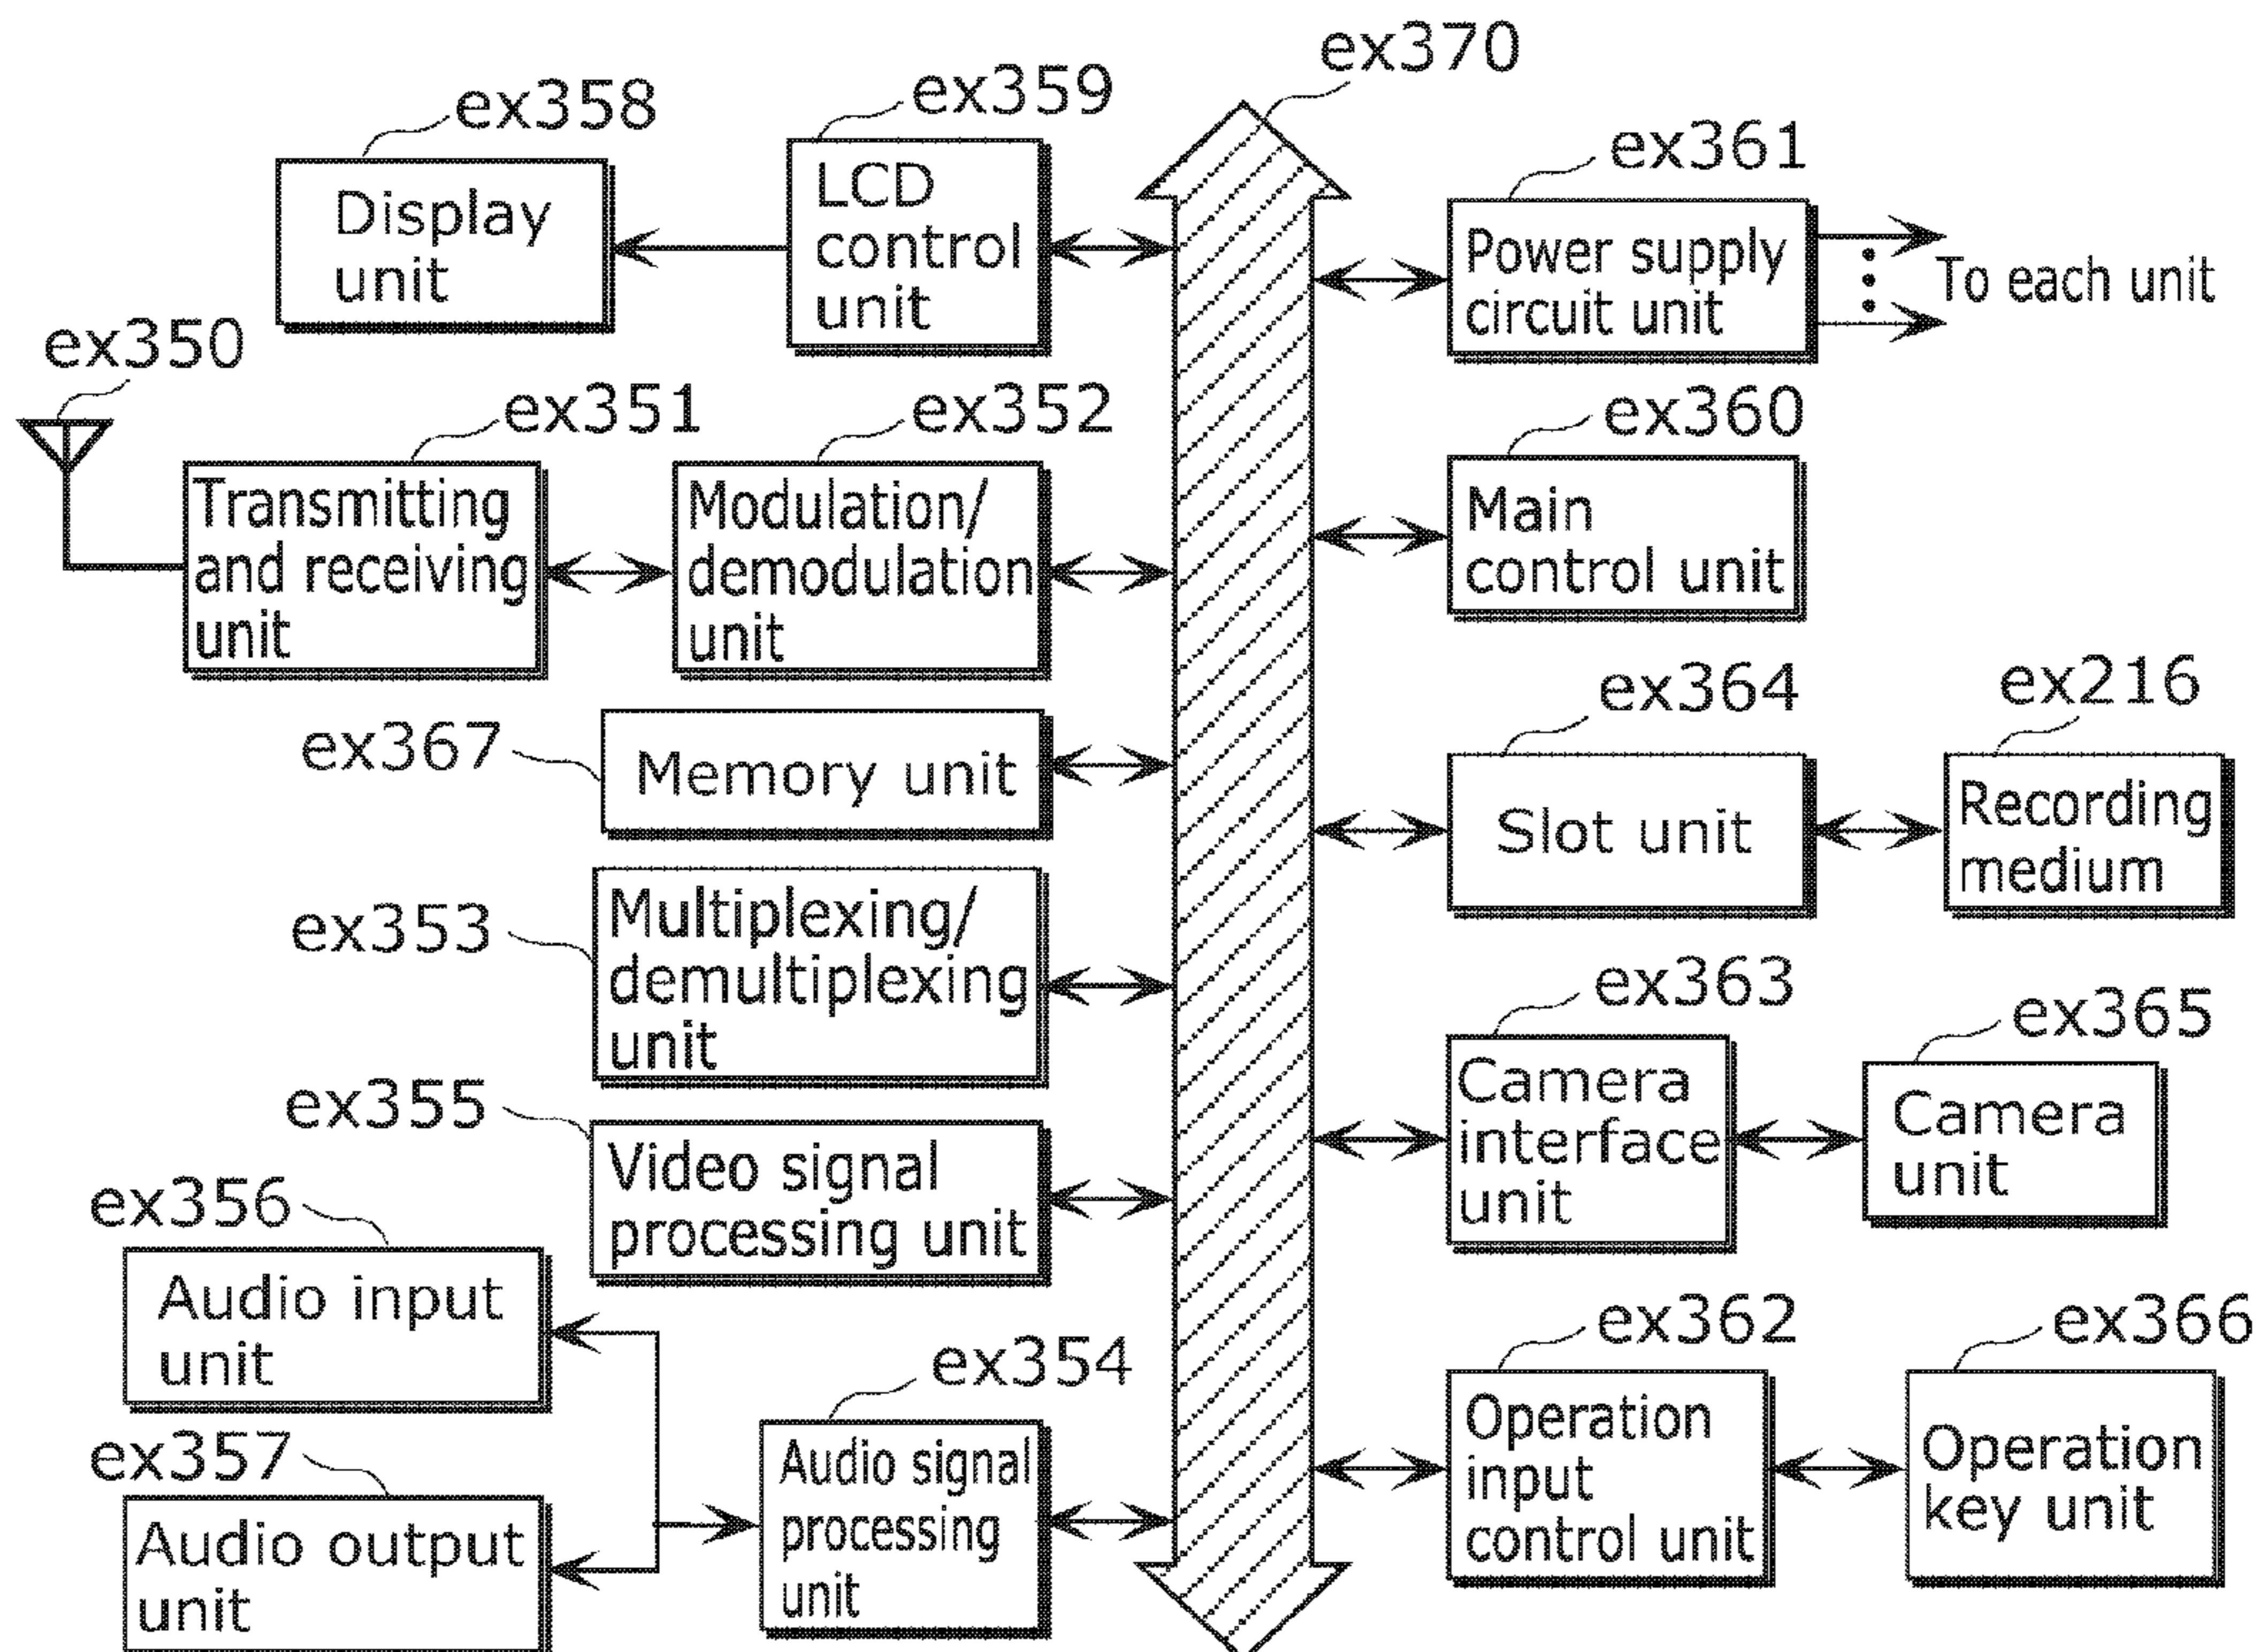 ex370
ex358
ex359
ex361
Display
unit
LCD
control
unit
Power supply
circuit unit
To each unit
ex350
ex351
ex352
ex360
Transmitting
and receiving
unit
Modulation/
demodulation
unit
Main
control unit
ex367
Memory unit
ex364
ex216
Slot unit
Recording
medium
ex353
Multiplexing/
demultiplexing
unit
ex363
ex365
Camera
interface
unit
Camera
unit
ex355
Video signal
processing unit
ex356
Audio input
unit
ex354
ex362
ex366
ex357
Audio output
unit
Audio signal
processing
unit
Operation
input
control unit
Operation
key unit